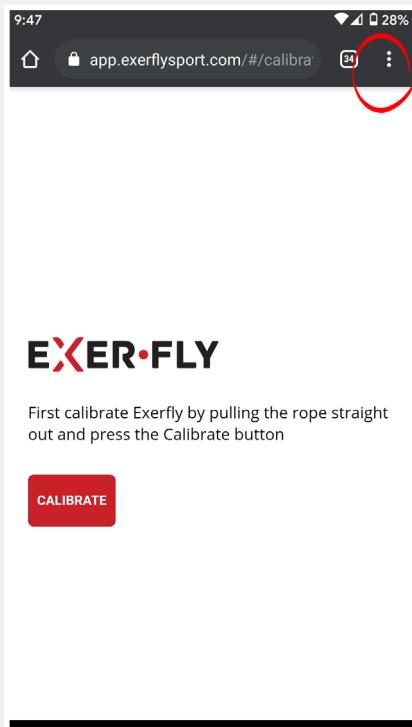 9:47 28%
app.exerflysport.com/#/calibra
34
EXER•FLY
First calibrate Exerfly by pulling the rope straight
out and press the Calibrate button
CALIBRATE